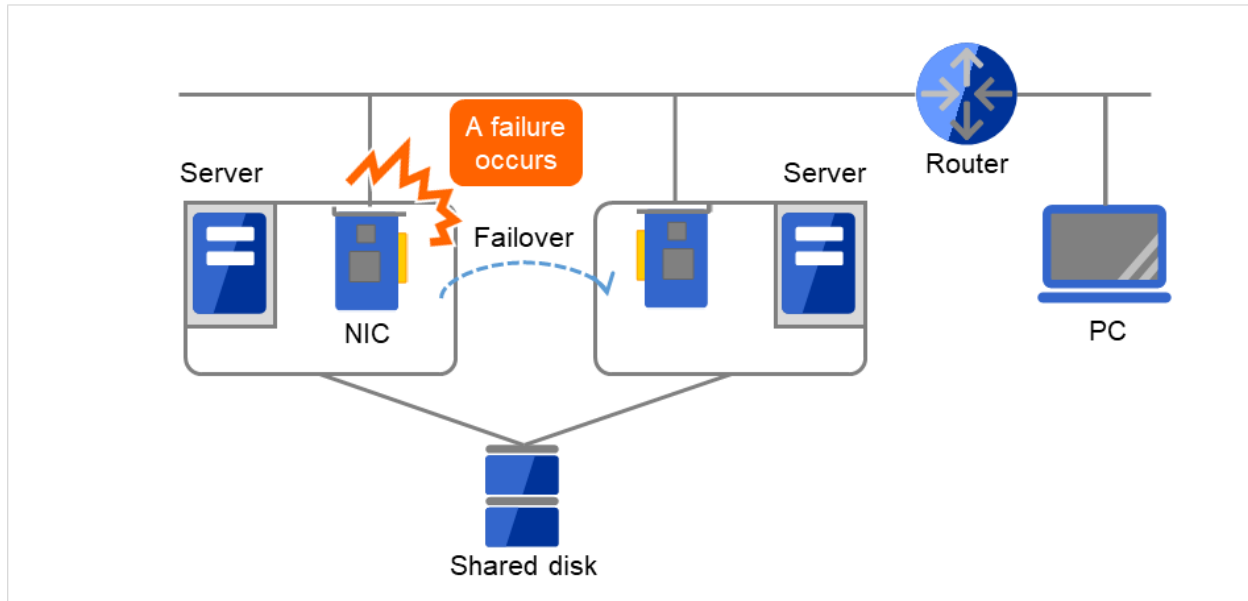 A failure
occurs
Router
Server
Server
Failover
NIC
PC
Shared disk